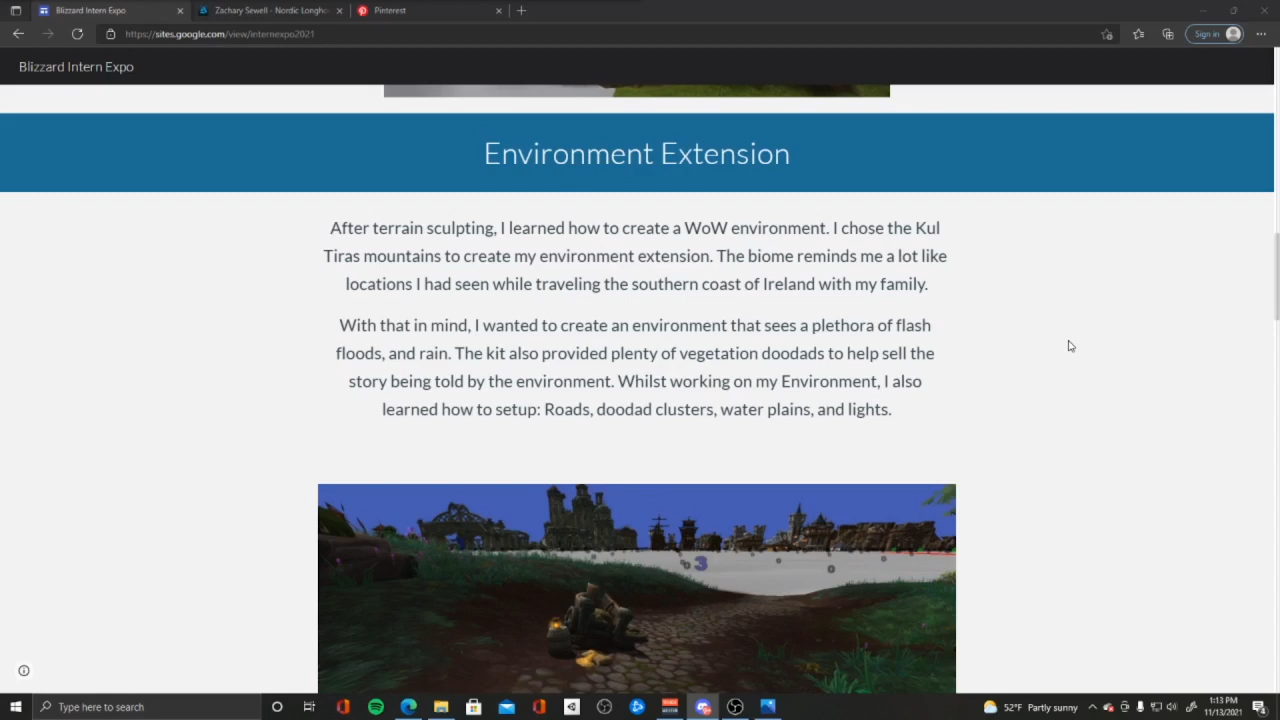 Blizzard Intern Expo
Zachary Sewell - Nordic Longho
Pinterest
https://sites.google.com/view/internexpo2021
Sign in
Blizzard Intern Expo
Environment Extension
After terrain sculpting, I learned how to create a WoW environment. I chose the Kul
Tiras mountains to create my environment extension. The biome reminds me a lot like
locations I had seen while traveling the southern coast of Ireland with my family.
With that in mind, I wanted to create an environment that sees a plethora of flash
floods, and rain. The kit also provided plenty of vegetation doodads to help sell the
story being told by the environment. Whilst working on my Environment, I also
learned how to setup: Roads, doodad clusters, water plains, and lights.
3
Type here to search
52°F Partly sunny
1:13 PM
11/13/2021